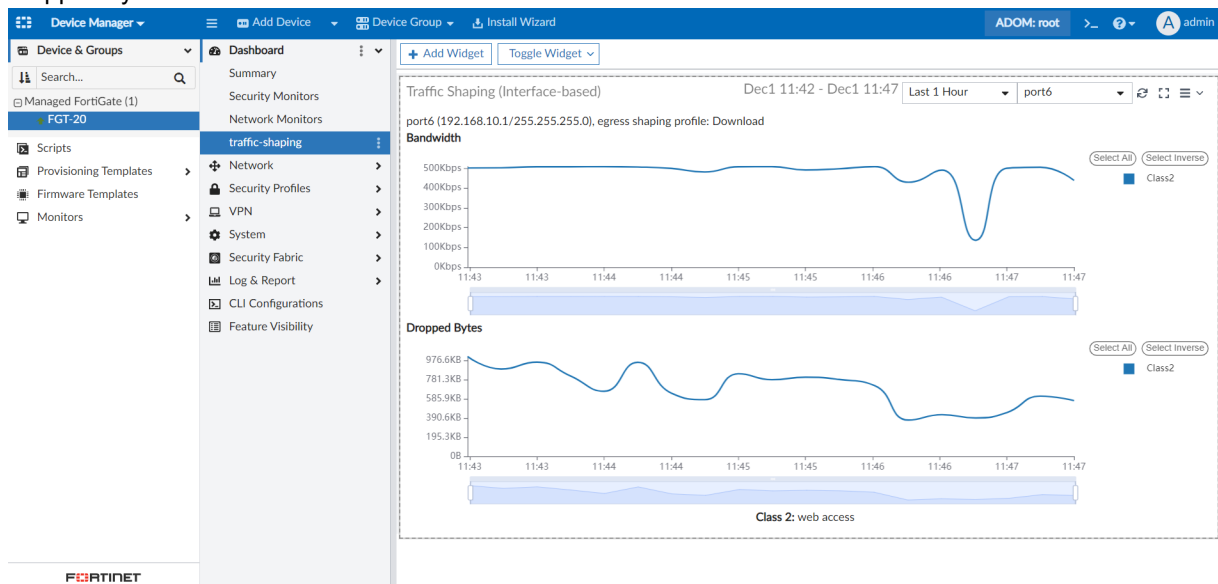 Device Manager
Add Device
Device Group
Install Wizard
ADOM: root
>_
?
A
admin
Device & Groups
Search...
Managed FortiGate (1)
FGT-20
Scripts
Provisioning Templates
Firmware Templates
Monitors
Dashboard
Summary
Security Monitors
Network Monitors
traffic-shaping
Network
Security Profiles
VPN
System
Security Fabric
Log & Report
CLI Configurations
Feature Visibility
+ Add Widget
Toggle Widget
Traffic Shaping (Interface-based)
Dec1 11:42 - Dec1 11:47
Last 1 Hour
port6
port6 (192.168.10.1/255.255.255.0), egress shaping profile: Download
Bandwidth
Select All
Select Inverse
Class2
500Kbps
400Kbps
300Kbps
200Kbps
100Kbps
0Kbps
11:43 11:43 11:44 11:44 11:45 11:45 11:46 11:46 11:47 11:47
Dropped Bytes
Select All
Select Inverse
Class2
976.6KB
781.3KB
585.9KB
390.6KB
195.3KB
0B
11:43 11:43 11:44 11:44 11:45 11:45 11:46 11:46 11:47 11:47
Class 2: web access
FORTINET